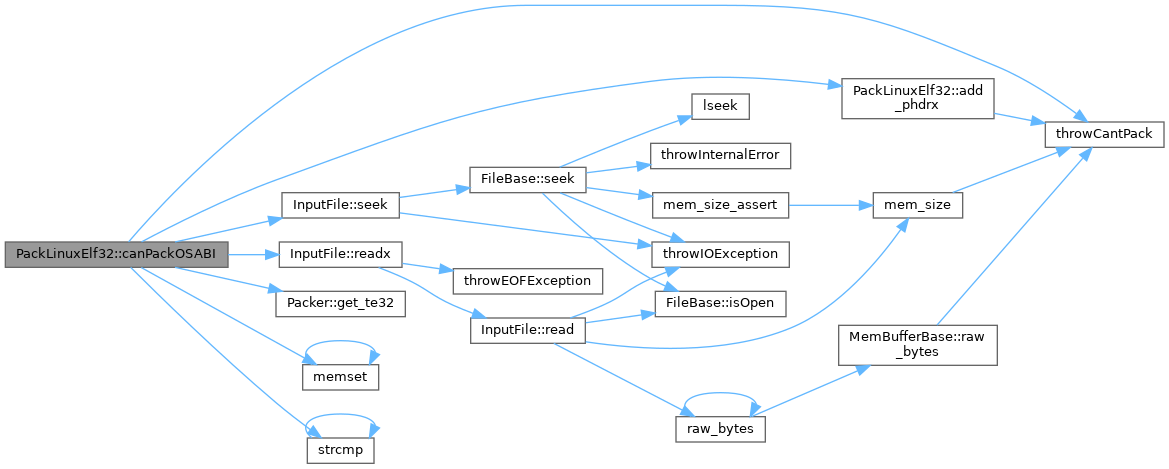 PackLinuxElf32::canPackOSABI
InputFile::seek
InputFile::readx
Packer::get_te32
memset
strcmp
FileBase::seek
throwEOFException
InputFile::read
lseek
throwInternalError
mem_size_assert
throwIOException
FileBase::isOpen
raw_bytes
PackLinuxElf32::add
_phdrx
mem_size
MemBufferBase::raw
_bytes
throwCantPack